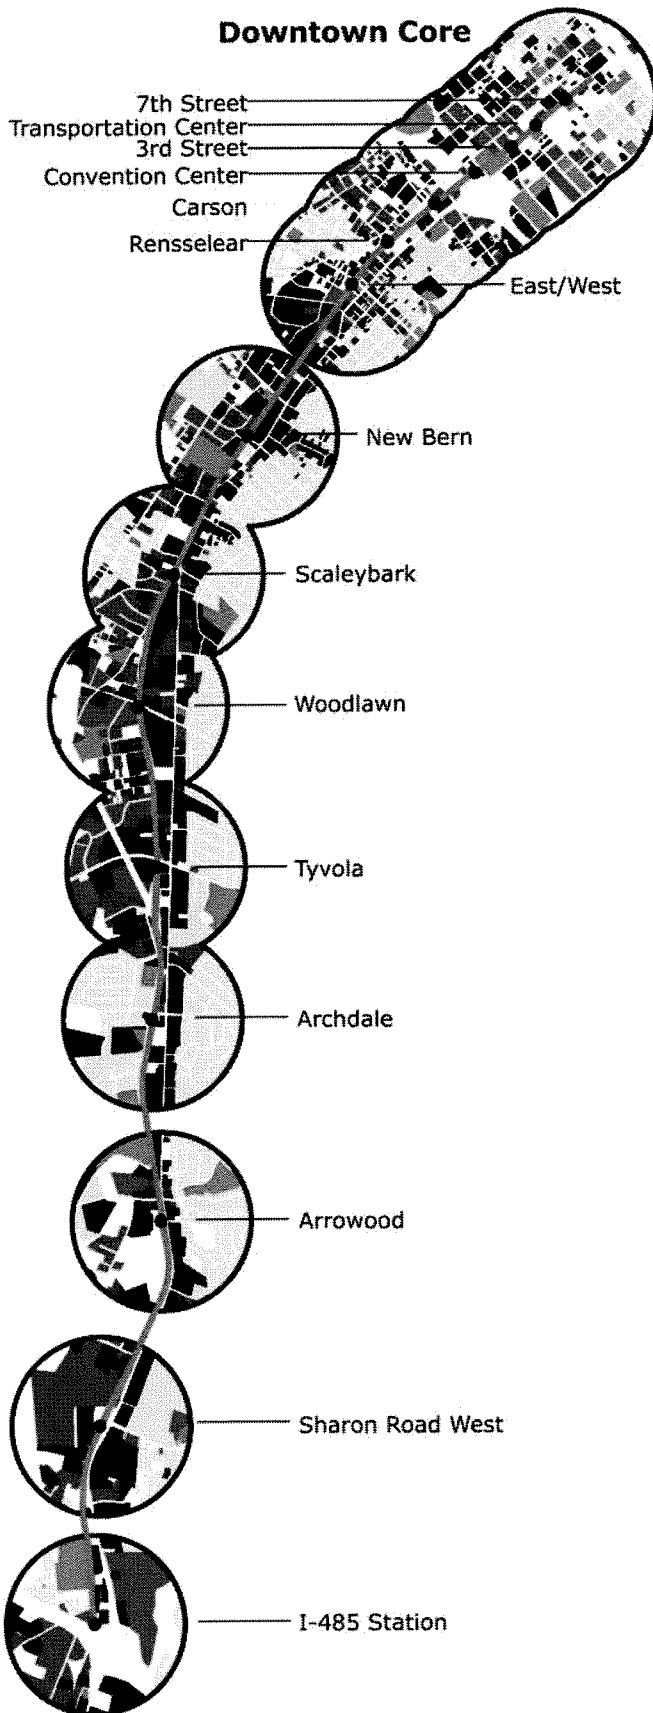 Downtown Core
7th Street
Transportation Center
3rd Street
Convention Center
Carson
Rensselear
East/West
New Bern
Scaleybark
Woodlawn
Tyvola
Archdale
Arrowood
Sharon Road West
I-485 Station